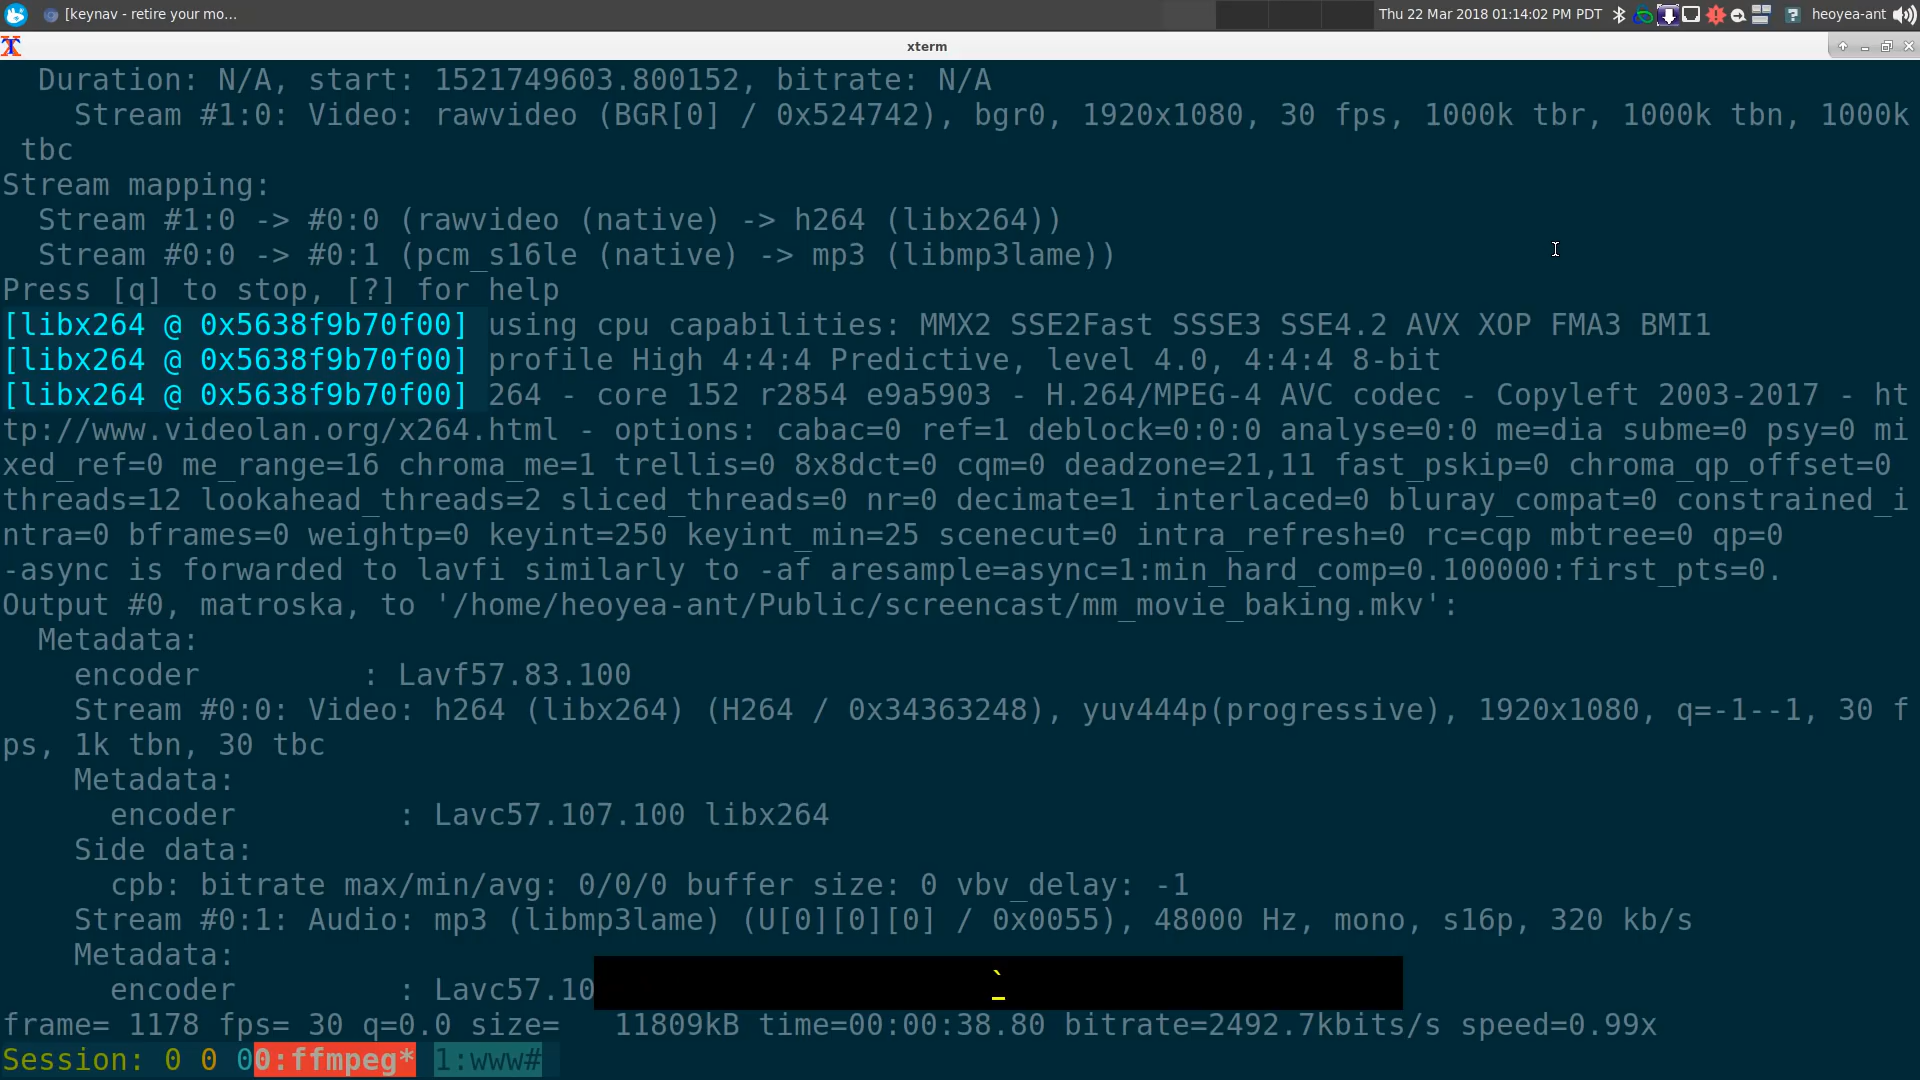 [keynav - retire your mo...
Thu 22 Mar 2018 01:14:02 PM PDT
heoyea-ant
xterm
Duration: N/A, start: 1521749603.800152, bitrate: N/A
Stream #1:0: Video: rawvideo (BGR[0] / 0x524742), bgr0, 1920x1080, 30 fps, 1000k tbr, 1000k tbn, 1000k
tbc
Stream mapping:
Stream #1:0 -> #0:0 (rawvideo (native) -> h264 (libx264))
Stream #0:0 -> #0:1 (pcm_s16le (native) -> mp3 (libmp3lame))
Press [q] to stop, [?] for help
[libx264 @ 0x5638f9b70f00] using cpu capabilities: MMX2 SSE2Fast SSSE3 SSE4.2 AVX XOP FMA3 BMI1
[libx264 @ 0x5638f9b70f00] profile High 4:4:4 Predictive, level 4.0, 4:4:4 8-bit
[libx264 @ 0x5638f9b70f00] 264 - core 152 r2854 e9a5903 - H.264/MPEG-4 AVC codec - Copyleft 2003-2017 - ht
tp://www.videolan.org/x264.html - options: cabac=0 ref=1 deblock=0:0:0 analyse=0:0 me=dia subme=0 psy=0 mi
xed_ref=0 me_range=16 chroma_me=1 trellis=0 8x8dct=0 cqm=0 deadzone=21,11 fast_pskip=0 chroma_qp_offset=0
threads=12 lookahead_threads=2 sliced_threads=0 nr=0 decimate=1 interlaced=0 bluray_compat=0 constrained_i
ntra=0 bframes=0 weightp=0 keyint=250 keyint_min=25 scenecut=0 intra_refresh=0 rc=cqp mbtree=0 qp=0
-async is forwarded to lavfi similarly to -af aresample=async=1:min_hard_comp=0.100000:first_pts=0.
Output #0, matroska, to '/home/heoyea-ant/Public/screencast/mm_movie_baking.mkv':
Metadata:
encoder : Lavf57.83.100
Stream #0:0: Video: h264 (libx264) (H264 / 0x34363248), yuv444p(progressive), 1920x1080, q=-1--1, 30 f
ps, 1k tbn, 30 tbc
Metadata:
encoder : Lavc57.107.100 libx264
Side data:
cpb: bitrate max/min/avg: 0/0/0 buffer size: 0 vbv_delay: -1
Stream #0:1: Audio: mp3 (libmp3lame) (U[0][0][0] / 0x0055), 48000 Hz, mono, s16p, 320 kb/s
Metadata:
encoder : Lavc57.10
`
frame= 1178 fps= 30 q=0.0 size= 11809kB time=00:00:38.80 bitrate=2492.7kbits/s speed=0.99x
Session: 0 0 00:ffmpeg* 1:www#